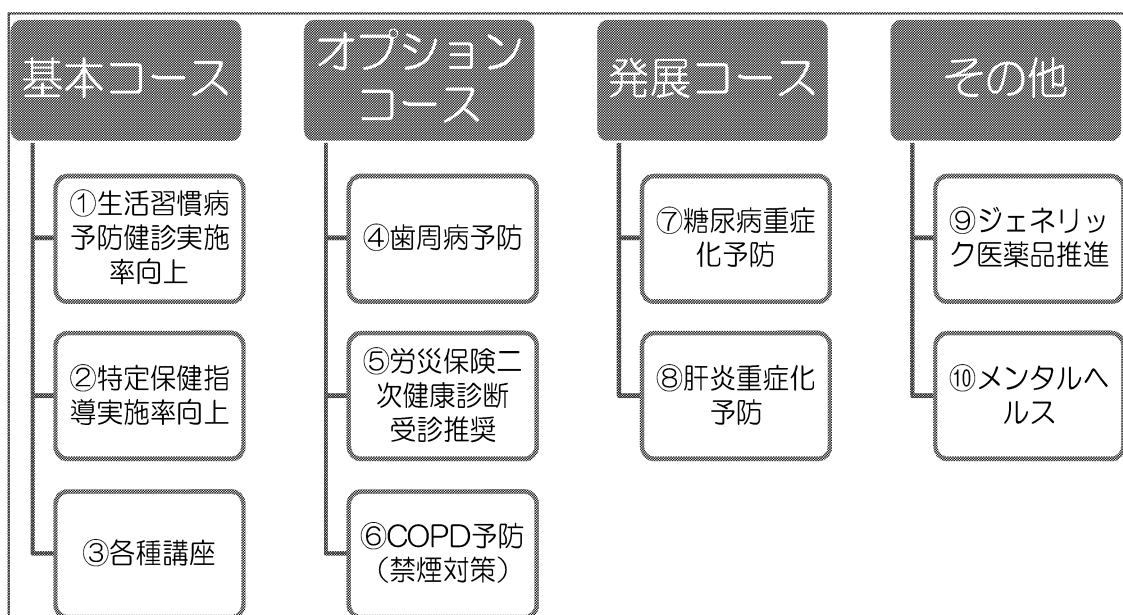 基本コース
①生活習慣病
予防健診実施
率向上
②特定保健指
導実施率向上
③各種講座
オプション
コース
④歯周病予防
⑤労災保険二
次健康診断
受診推奨
⑥COPD予防
（禁煙対策）
発展コース
⑦糖尿病重症
化予防
⑧肝炎重症化
予防
その他
⑨ジェネリッ
ク医薬品推進
⑩メンタルヘ
ルス